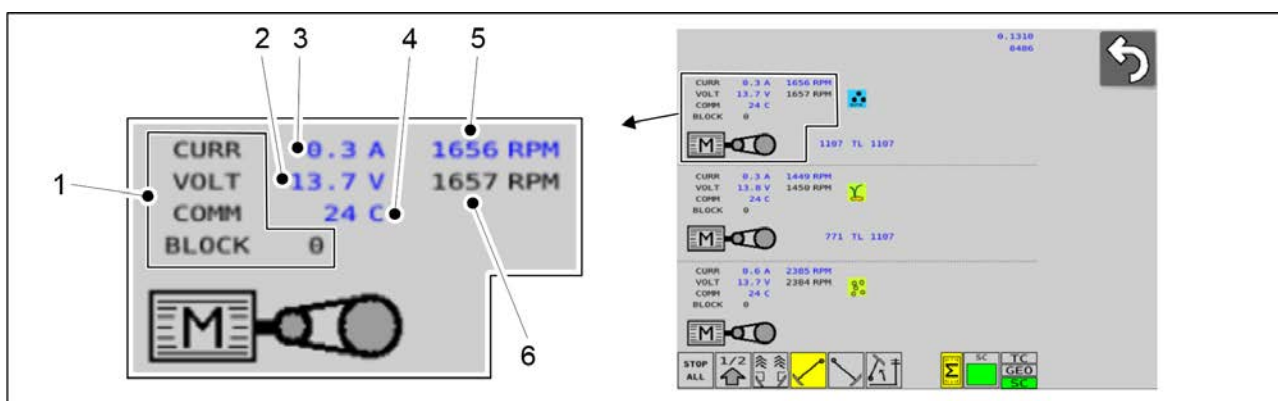 2 3 4 5
1
CURR 0.3 A 1656 RPM
VOLT 13.7 V 1657 RPM
COMM 24 C
BLOCK 0
M
6
0.1310
0406
CURR 0.3 A 1656 RPM
VOLT 13.7 V 1657 RPM
COMM 24 C
BLOCK 0
M
1107 TL 1107
CURR 0.3 A 1449 RPM
VOLT 13.8 V 1450 RPM
COMM 24 C
BLOCK 0
M
771 TL 1107
CURR 0.6 A 2385 RPM
VOLT 13.7 V 2384 RPM
COMM 24 C
BLOCK 0
M
STOP ALL
1/2
Σ
SC
TC
GEO
SC